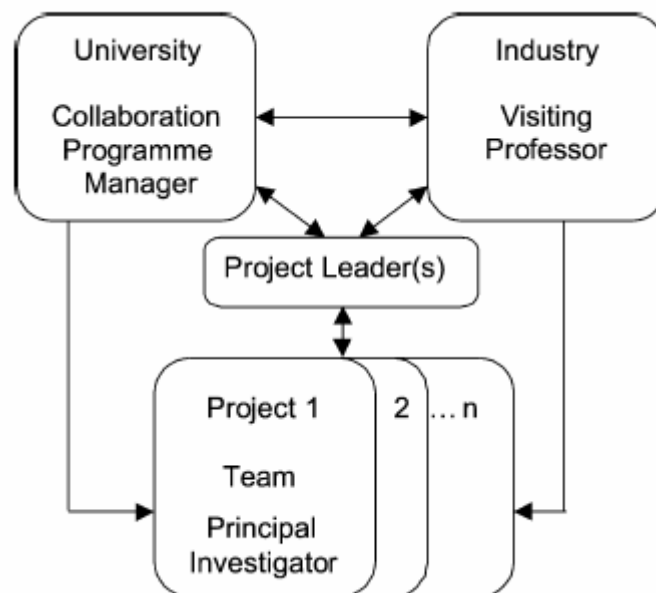 University
Collaboration
Programme
Manager
Industry
Visiting
Professor
Project Leader(s)
Project 1
2
... n
Team
Principal
Investigator